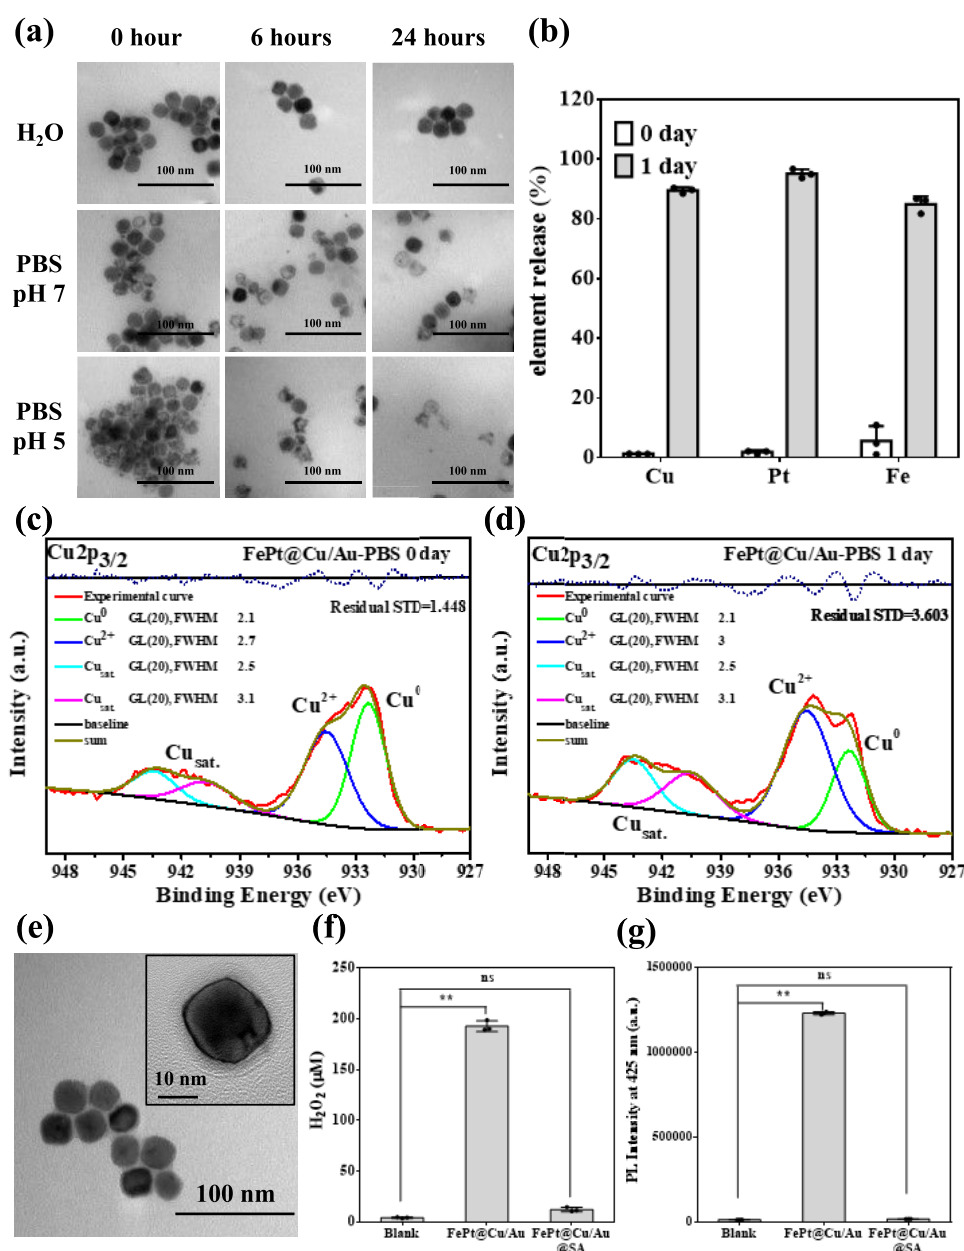 (a)
0 hour 6 hours 24 hours
H2O
100 nm 100 nm 100 nm
PBS
pH 7
100 nm 100 nm 100 nm
PBS
pH 5
100 nm 100 nm 100 nm
(b)
element release (%)
120
100
80
60
40
20
0
0 day
1 day
Cu Pt Fe
(c)
Cu2p3/2 FePt@Cu/Au-PBS 0 day
Residual STD=1.448
Experimental curve
Cu0 GL(20), FWHM 2.1
Cu2+ GL(20), FWHM 2.7
Cusat. GL(20), FWHM 2.5
Cusat. GL(20), FWHM 3.1
baseline
sum
Cu2+
Cu0
Cusat.
Intensity (a.u.)
948 945 942 939 936 933 930 927
Binding Energy (eV)
(d)
Cu2p3/2 FePt@Cu/Au-PBS 1 day
Residual STD=3.603
Experimental curve
Cu0 GL(20), FWHM 2.1
Cu2+ GL(20), FWHM 3
Cusat. GL(20), FWHM 2.5
Cusat. GL(20), FWHM 3.1
baseline
sum
Cu2+
Cu0
Cusat.
Intensity (a.u.)
948 945 942 939 936 933 930 927
Binding Energy (eV)
(e)
10 nm
100 nm
(f)
H2O2 (μM)
250
200
150
100
50
0
ns
**
Blank FePt@Cu/Au FePt@Cu/Au
@SA
(g)
PL Intensity at 425 nm (a.u.)
1500000
1000000
500000
0
ns
**
Blank FePt@Cu/Au FePt@Cu/Au
@SA